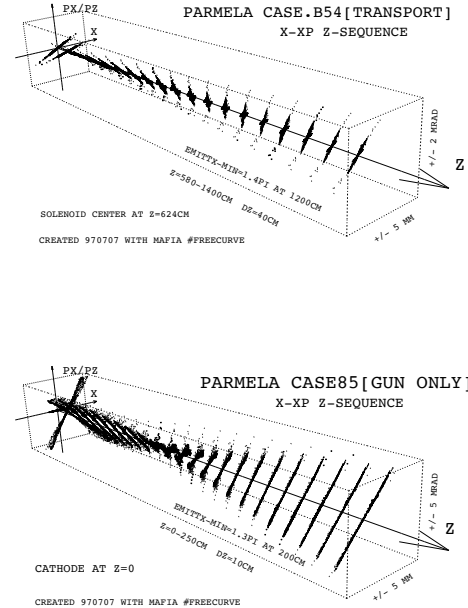 PARMELA CASE.B54[TRANSPORT]
X-XP Z-SEQUENCE
PX/PZ
X
+/- 2 MRAD
Z
EMITTX-MIN=1.4PI AT 1200CM
Z=580-1400CM DZ=40CM
+/- 5 MM
SOLENOID CENTER AT Z=624CM
CREATED 970707 WITH MAFIA #FREECURVE
PARMELA CASE85[GUN ONLY]
X-XP Z-SEQUENCE
PX/PZ
X
+/- 5 MRAD
Z
EMITTX-MIN=1.3PI AT 200CM
Z=0-250CM DZ=10CM
+/- 5 MM
CATHODE AT Z=0
CREATED 970707 WITH MAFIA #FREECURVE